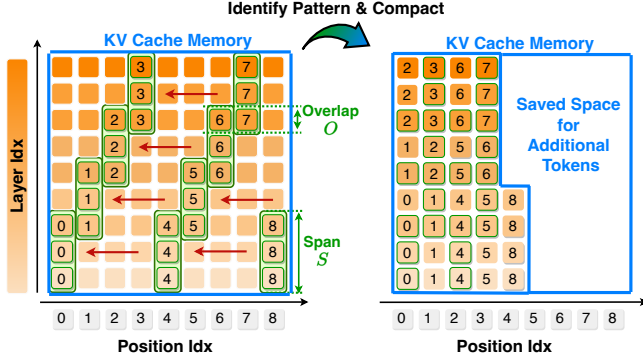 Identify Pattern & Compact
KV Cache Memory
3 7
3 7
2 3 6 7
2 6
1 2 5 6
1 5
0 1 4 5 8
0 4 8
0 4 8
Overlap
O
Span
S
Layer Idx
0 1 2 3 4 5 6 7 8
Position Idx
KV Cache Memory
2 3 6 7
2 3 6 7
2 3 6 7
1 2 5 6
1 2 5 6
0 1 4 5 8
0 1 4 5 8
0 1 4 5 8
0 1 4 5 8
Saved Space
for
Additional
Tokens
0 1 2 3 4 5 6 7 8
Position Idx